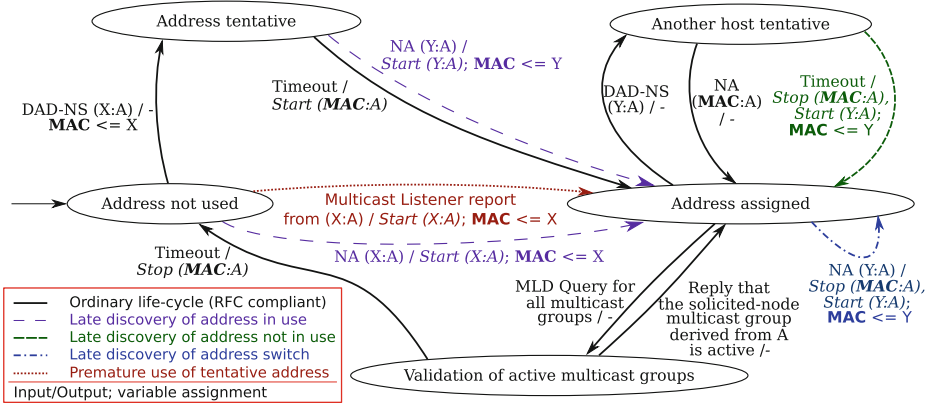 Address tentative
Another host tentative
NA (Y:A) /
Start (Y:A); MAC <= Y
Timeout /
Start (MAC:A)
DAD-NS (X:A) / -
MAC <= X
DAD-NS
(Y:A) / -
NA
(MAC:A)
/ -
Timeout /
Stop (MAC:A),
Start (Y:A);
MAC <= Y
Address not used
Multicast Listener report
from (X:A) / Start (X:A); MAC <= X
Address assigned
NA (X:A) / Start (X:A); MAC <= X
Timeout /
Stop (MAC:A)
MLD Query for
all multicast
groups / -
Reply that
the solicited-node
multicast group
derived from A
is active /-
NA (Y:A) /
Stop (MAC:A),
Start (Y:A);
MAC <= Y
Validation of active multicast groups
Ordinary life-cycle (RFC compliant)
Late discovery of address in use
Late discovery of address not in use
Late discovery of address switch
Premature use of tentative address
Input/Output; variable assignment